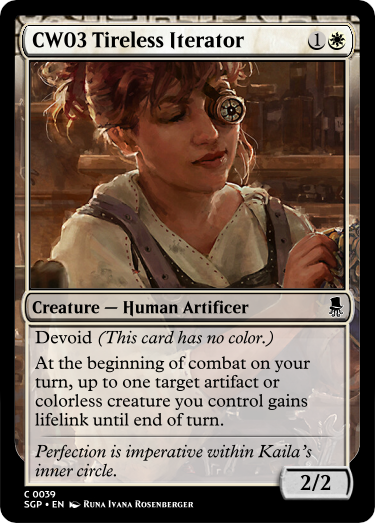 CW03 Tireless Iterator 1
Creature — Human Artificer
Devoid (This card has no color.)
At the beginning of combat on your
turn, up to one target artifact or
colorless creature you control gains
lifelink until end of turn.
Perfection is imperative within Kaila's
inner circle.
2/2
C 0039
SGP • EN Runa Ivana Rosenberger